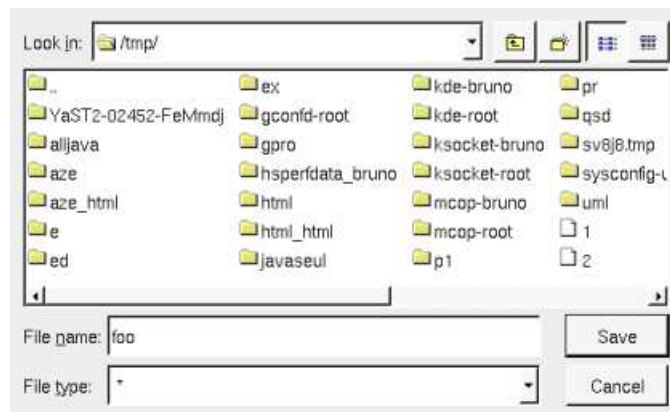 Look in: /tmp/
.. ex kde-bruno pr
YaST2-02452-FeMmdj gconfd-root kde-root qsd
alljava gpro ksocket-bruno sv8j8.tmp
aze hsperfdata_bruno ksocket-root sysconfig-u
aze_html html mcop-bruno uml
e html_html mcop-root 1
ed javaseul p1 2
File name: foo Save
File type: * Cancel